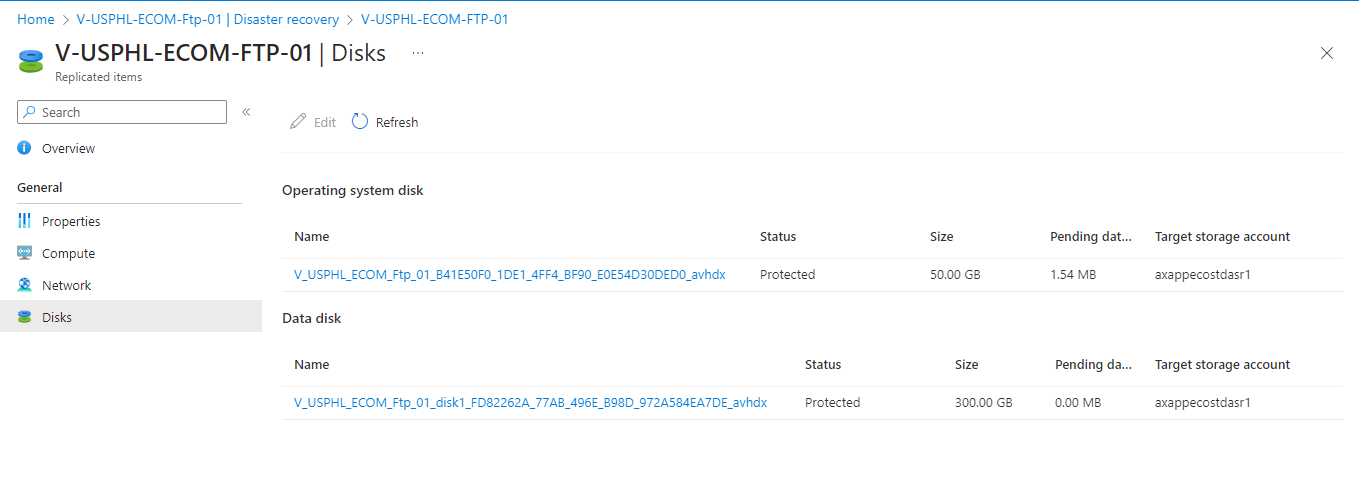 Home > V-USPHL-ECOM-Ftp-01 | Disaster recovery > V-USPHL-ECOM-FTP-01
V-USPHL-ECOM-FTP-01 | Disks ...
Replicated items
Search «
Edit Refresh
Overview
General
Properties
Compute
Network
Disks
Operating system disk
Name Status Size Pending dat... Target storage account
V_USPHL_ECOM_Ftp_01_B41E50F0_1DE1_4FF4_BF90_E0E54D30DED0_avhdx Protected 50.00 GB 1.54 MB axappecostdasr1
Data disk
Name Status Size Pending da... Target storage account
V_USPHL_ECOM_Ftp_01_disk1_FD82262A_77AB_496E_B98D_972A584EA7DE_avhdx Protected 300.00 GB 0.00 MB axappecostdasr1